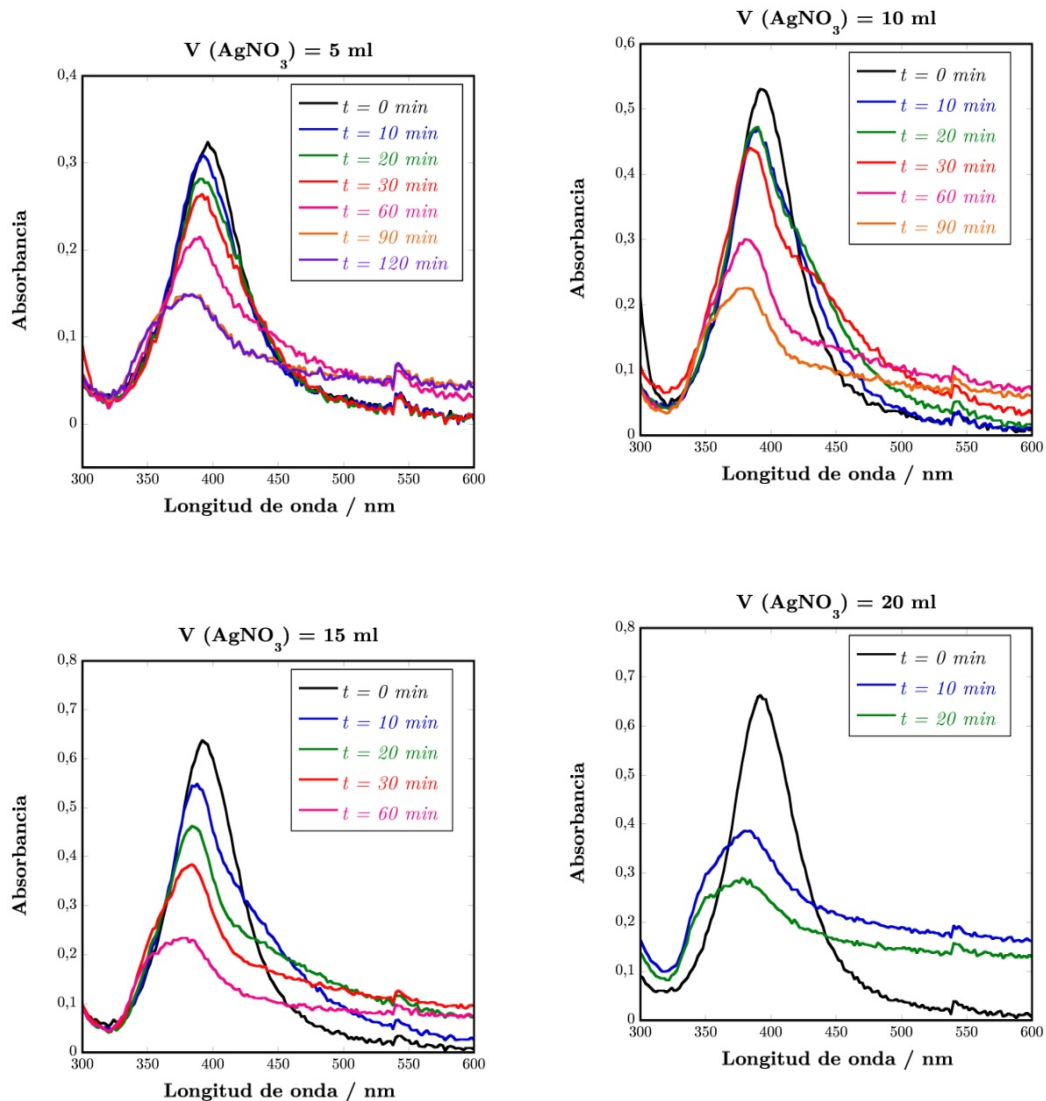 V (AgNO₃) = 5 ml
Absorbancia
0,4
0,3
0,2
0,1
0
t = 0 min
t = 10 min
t = 20 min
t = 30 min
t = 60 min
t = 90 min
t = 120 min
300 350 400 450 500 550 600
Longitud de onda / nm
V (AgNO₃) = 10 ml
Absorbancia
0,6
0,5
0,4
0,3
0,2
0,1
0
t = 0 min
t = 10 min
t = 20 min
t = 30 min
t = 60 min
t = 90 min
300 350 400 450 500 550 600
Longitud de onda / nm
V (AgNO₃) = 15 ml
Absorbancia
0,8
0,7
0,6
0,5
0,4
0,3
0,2
0,1
0
t = 0 min
t = 10 min
t = 20 min
t = 30 min
t = 60 min
300 350 400 450 500 550 600
Longitud de onda / nm
V (AgNO₃) = 20 ml
Absorbancia
0,8
0,7
0,6
0,5
0,4
0,3
0,2
0,1
0
t = 0 min
t = 10 min
t = 20 min
300 350 400 450 500 550 600
Longitud de onda / nm